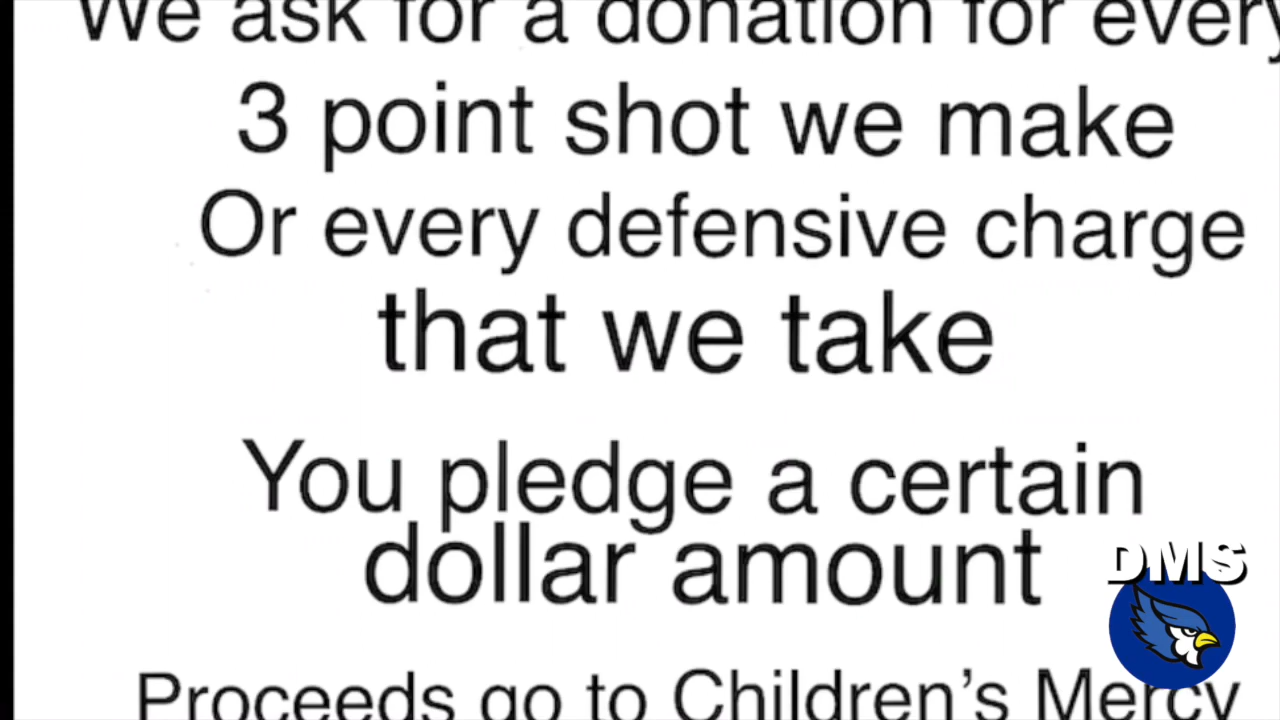 We ask for a donation for every
3 point shot we make
Or every defensive charge
that we take
You pledge a certain
dollar amount
DMS
Proceeds go to Children’s Mercy